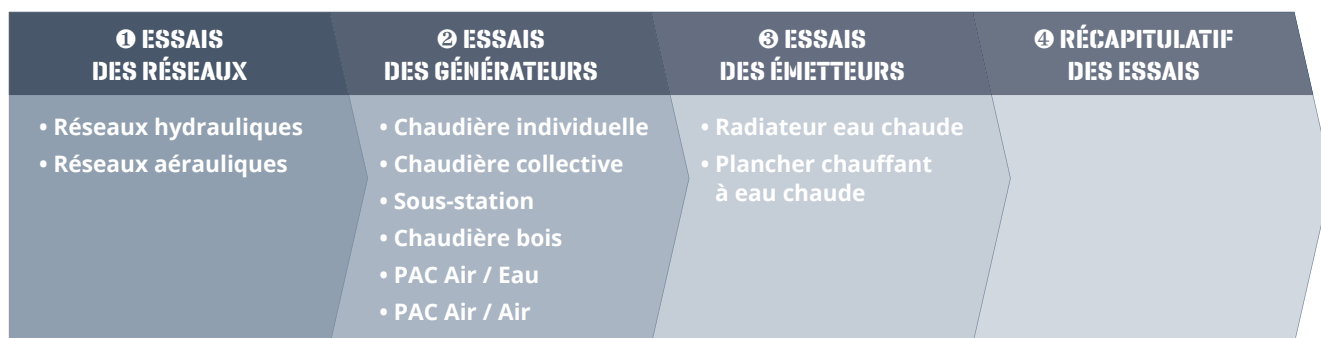 ❶ ESSAIS
DES RÉSEAUX
• Réseaux hydrauliques
• Réseaux aérauliques
❷ ESSAIS
DES GÉNÉRATEURS
• Chaudière individuelle
• Chaudière collective
• Sous-station
• Chaudière bois
• PAC Air / Eau
• PAC Air / Air
❸ ESSAIS
DES ÉMETTEURS
• Radiateur eau chaude
• Plancher chauffant
à eau chaude
❹ RÉCAPITULATIF
DES ESSAIS